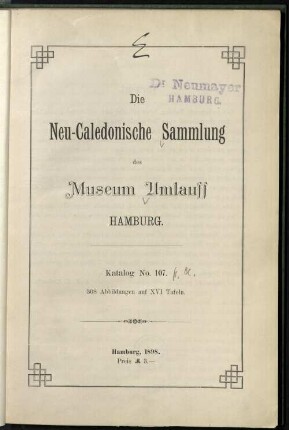 Dr Neumayer
HAMBURG.
Die
Neu-Caledonische Sammlung
des
Museum Umlauff
HAMBURG.
Katalog No. 107.
308 Abbildungen auf XVI Tafeln.
Hamburg, 1898.
Preis ℳ 3.—